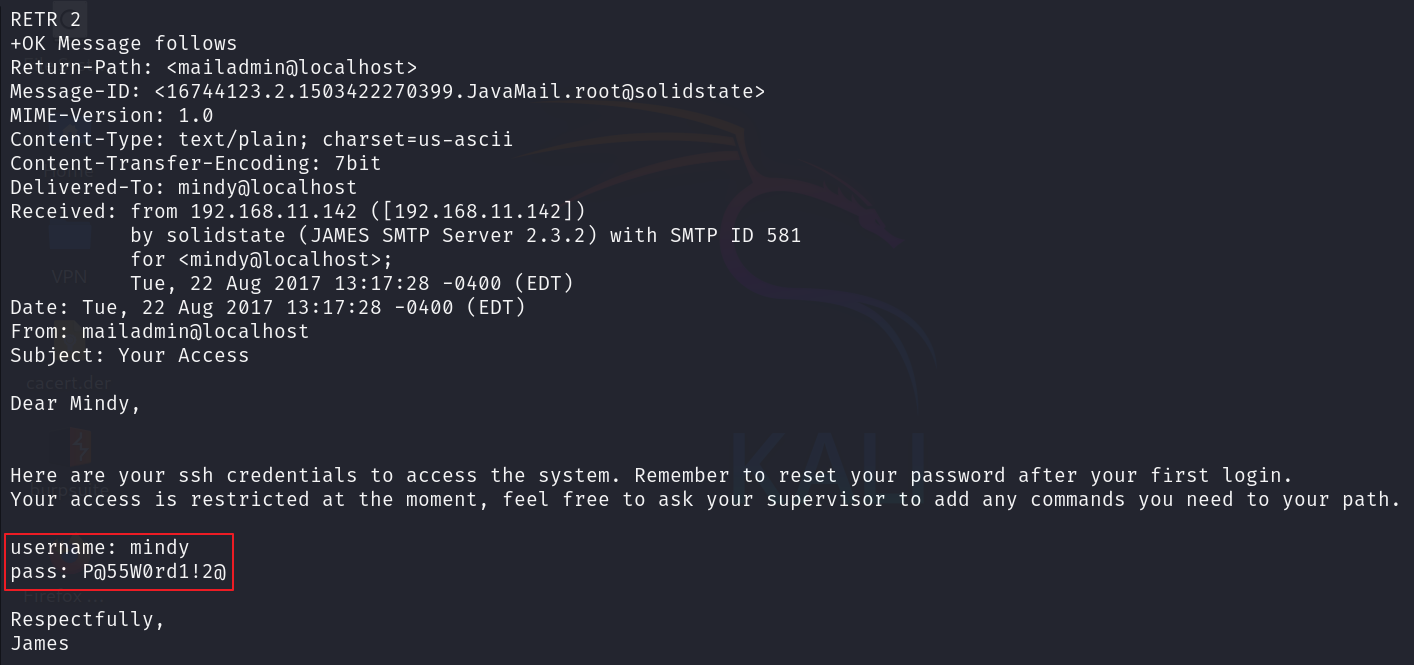 RETR 2
+OK Message follows
Return-Path: <mailadmin@localhost>
Message-ID: <16744123.2.1503422270399.JavaMail.root@solidstate>
MIME-Version: 1.0
Content-Type: text/plain; charset=us-ascii
Content-Transfer-Encoding: 7bit
Delivered-To: mindy@localhost
Received: from 192.168.11.142 ([192.168.11.142])
          by solidstate (JAMES SMTP Server 2.3.2) with SMTP ID 581
          for <mindy@localhost>;
          Tue, 22 Aug 2017 13:17:28 -0400 (EDT)
VPN
Date: Tue, 22 Aug 2017 13:17:28 -0400 (EDT)
From: mailadmin@localhost
Subject: Your Access
cacert.der
Dear Mindy,
KALI
Here are your ssh credentials to access the system. Remember to reset your password after your first login.
Your access is restricted at the moment, feel free to ask your supervisor to add any commands you need to your path.
username: mindy
pass: P@55W0rd1!2@
Firefox ...
Respectfully,
James